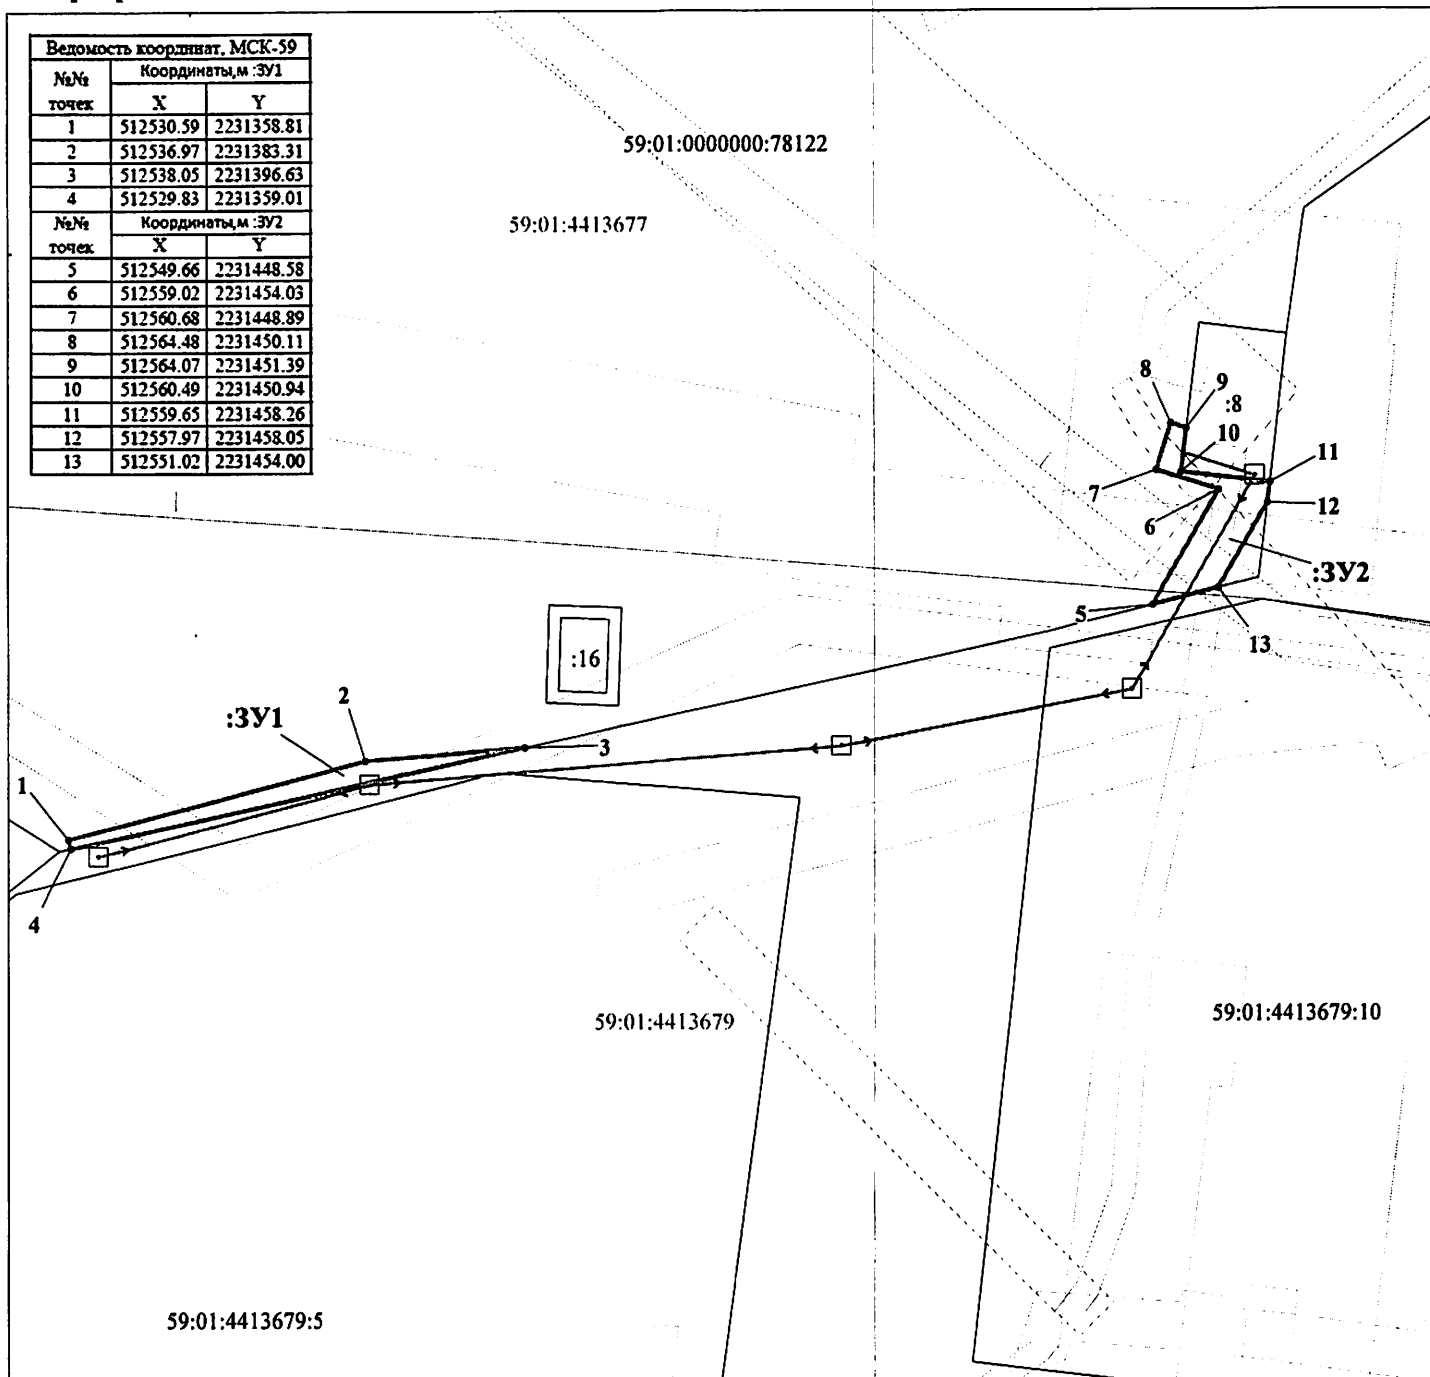 Ведомость координат, МСК-59
№№ точек Координаты,м :ЗУ1
X Y
1 512530.59 2231358.81
2 512536.97 2231383.31
3 512538.05 2231396.63
4 512529.83 2231359.01
№№ точек Координаты,м :ЗУ2
X Y
5 512549.66 2231448.58
6 512559.02 2231454.03
7 512560.68 2231448.89
8 512564.48 2231450.11
9 512564.07 2231451.39
10 512560.49 2231450.94
11 512559.65 2231458.26
12 512557.97 2231458.05
13 512551.02 2231454.00
59:01:0000000:78122
59:01:4413677
8
9
:8
10
11
7
6
12
:ЗУ2
5
13
:16
2
:ЗУ1
3
1
4
59:01:4413679
59:01:4413679:10
59:01:4413679:5